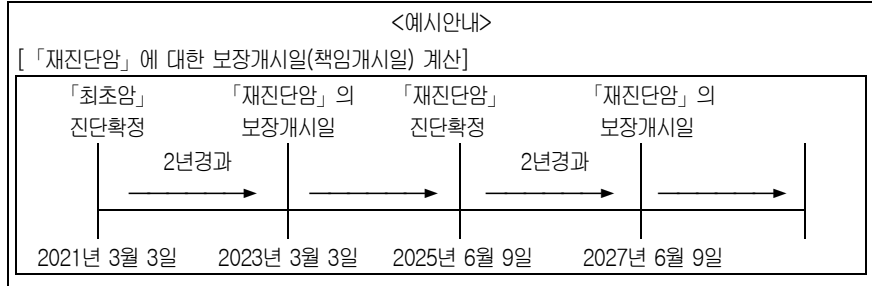 <예시안내>
[「재진단암」에 대한 보장개시일(책임개시일) 계산]
「최초암」 「재진단암」의 「재진단암」 「재진단암」의
진단확정 보장개시일 진단확정 보장개시일
2년경과 2년경과
2021년 3월 3일 2023년 3월 3일 2025년 6월 9일 2027년 6월 9일